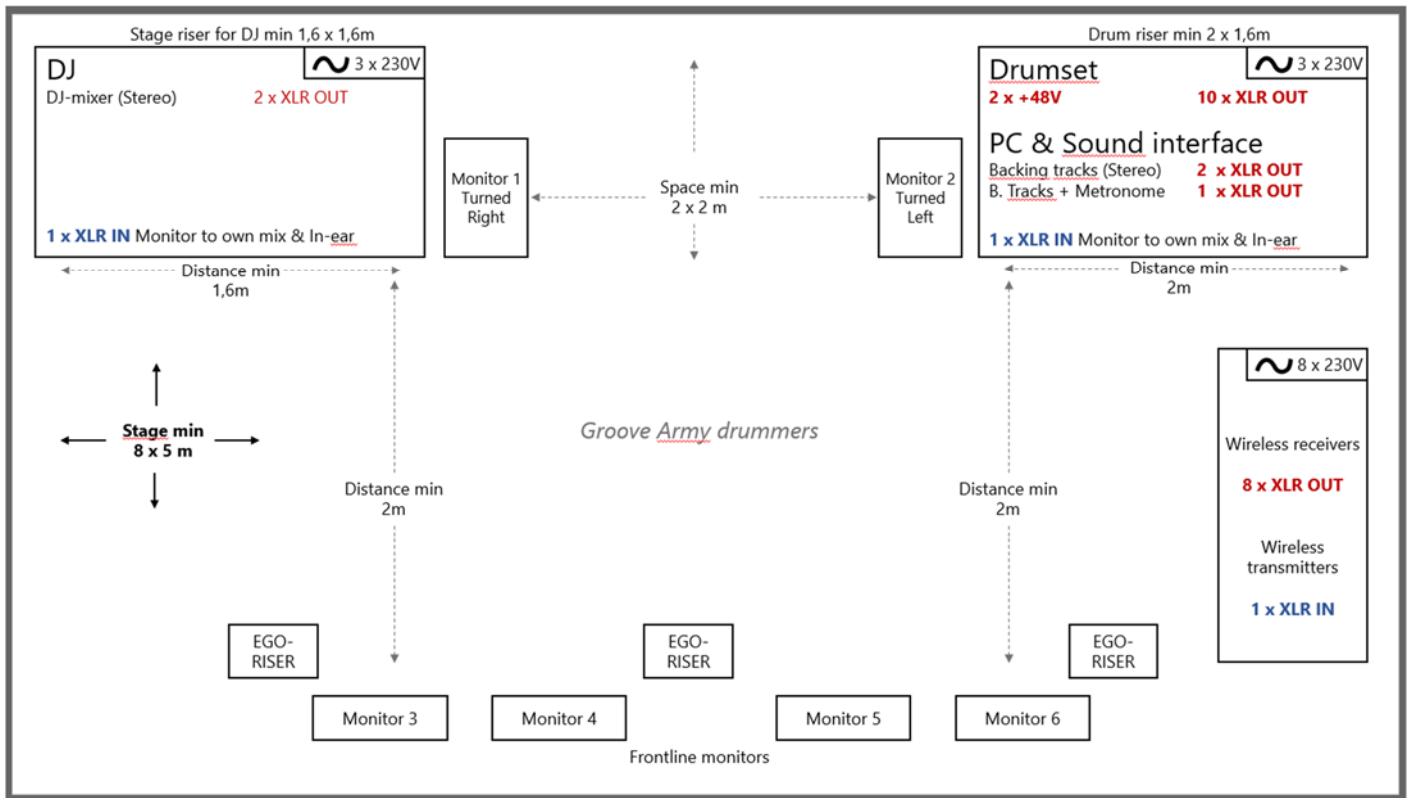 Stage riser for DJ min 1,6 x 1,6m
DJ
3 x 230V
DJ-mixer (Stereo) 2 x XLR OUT
1 x XLR IN Monitor to own mix & In-ear
Distance min
1,6m
Monitor 1
Turned
Right
Space min
2 x 2 m
Monitor 2
Turned
Left
Drum riser min 2 x 1,6m
Drumset
3 x 230V
2 x +48V 10 x XLR OUT
PC & Sound interface
Backing tracks (Stereo) 2 x XLR OUT
B. Tracks + Metronome 1 x XLR OUT
1 x XLR IN Monitor to own mix & In-ear
Distance min
2m
Stage min
8 x 5 m
Distance min
2m
Groove Army drummers
Distance min
2m
8 x 230V
Wireless receivers
8 x XLR OUT
Wireless
transmitters
1 x XLR IN
EGO-
RISER
EGO-
RISER
EGO-
RISER
Monitor 3
Monitor 4
Monitor 5
Monitor 6
Frontline monitors